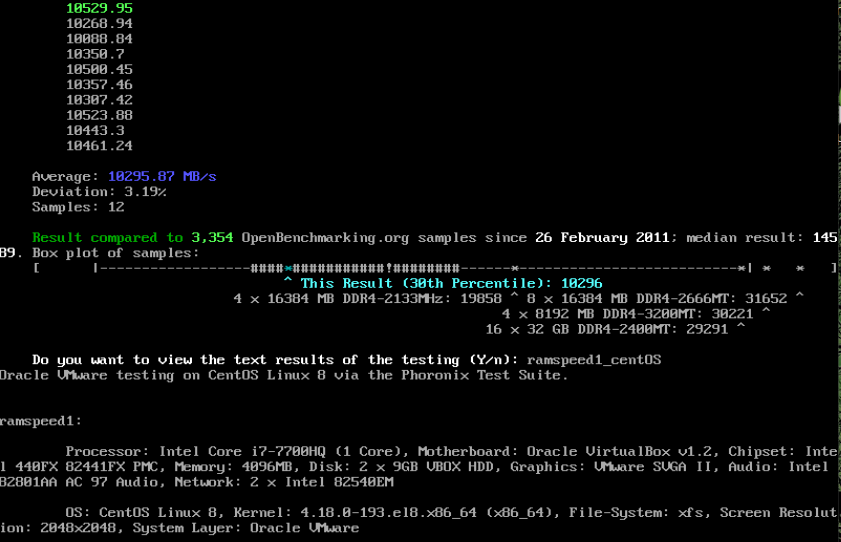 10529.95
10268.94
10088.84
10350.7
10500.45
10357.46
10307.42
10523.88
10443.3
10461.24
Average: 10295.87 MB/s
Deviation: 3.19%
Samples: 12
Result compared to 3,354 OpenBenchmarking.org samples since 26 February 2011; median result: 145
89. Box plot of samples:
[      |------------------####*###########!########------*--------------------------*| *   *   ]
^ This Result (30th Percentile): 10296
4 x 16384 MB DDR4-2133MHz: 19858 ^ 8 x 16384 MB DDR4-2666MT: 31652 ^
4 x 8192 MB DDR4-3200MT: 30221 ^
16 x 32 GB DDR4-2400MT: 29291 ^
Do you want to view the text results of the testing (Y/n): ramspeed1_centOS
Oracle VMware testing on CentOS Linux 8 via the Phoronix Test Suite.
ramspeed1:
Processor: Intel Core i7-7700HQ (1 Core), Motherboard: Oracle VirtualBox v1.2, Chipset: Inte
l 440FX 82441FX PMC, Memory: 4096MB, Disk: 2 x 9GB VBOX HDD, Graphics: VMware SVGA II, Audio: Intel
82801AA AC 97 Audio, Network: 2 x Intel 82540EM
OS: CentOS Linux 8, Kernel: 4.18.0-193.el8.x86_64 (x86_64), File-System: xfs, Screen Resolut
ion: 2048x2048, System Layer: Oracle VMware